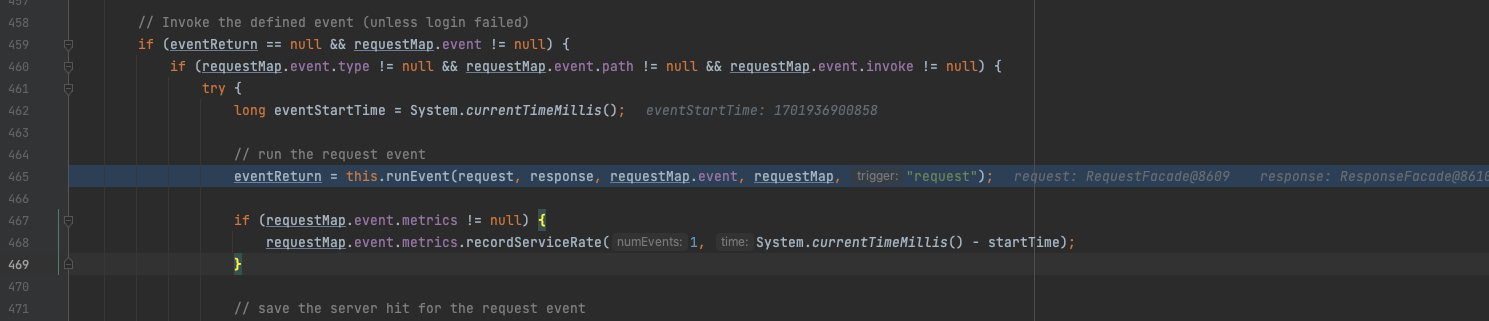 457
458 // Invoke the defined event (unless login failed)
459 if (eventReturn == null && requestMap.event != null) {
460 if (requestMap.event.type != null && requestMap.event.path != null && requestMap.event.invoke != null) {
461 try {
462 long eventStartTime = System.currentTimeMillis(); eventStartTime: 1701936900858
463
464 // run the request event
465 eventReturn = this.runEvent(request, response, requestMap.event, requestMap, trigger: "request"); request: RequestFacade@8609 response: ResponseFacade@8610
466
467 if (requestMap.event.metrics != null) {
468 requestMap.event.metrics.recordServiceRate( numEvents: 1, time: System.currentTimeMillis() - startTime);
469 }
470
471 // save the server hit for the request event